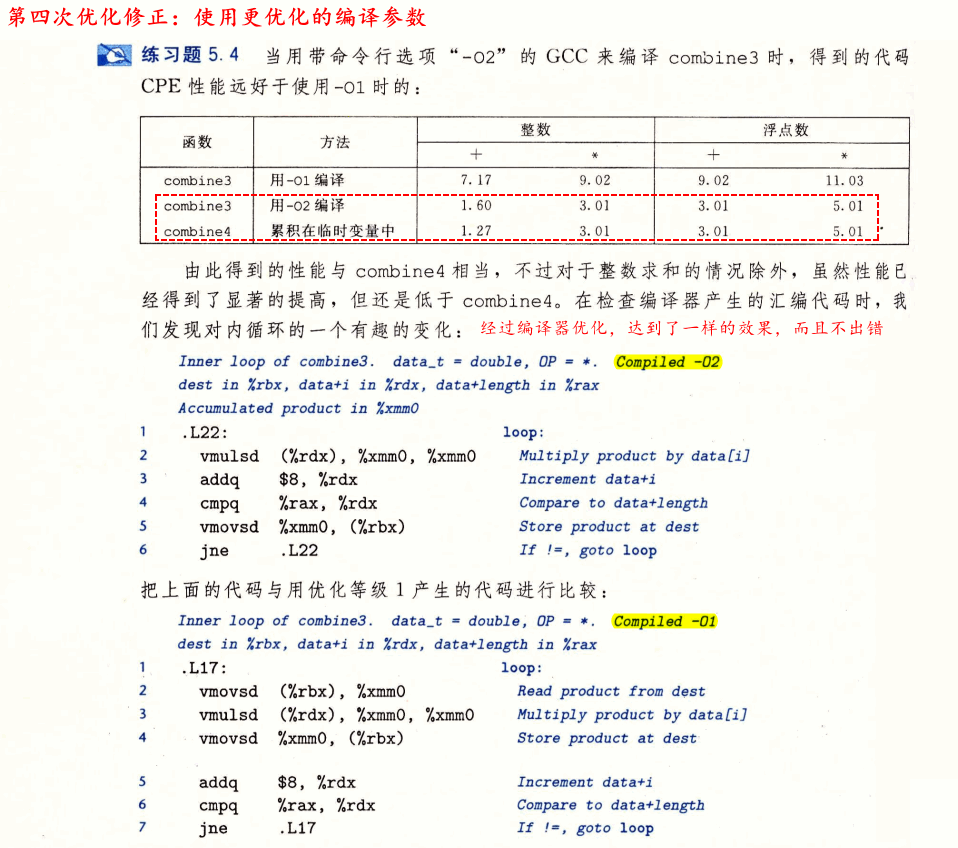 第四次优化修正：使用更优化的编译参数
练习题 5.4 当用带命令行选项“-O2”的 GCC 来编译 combine3 时，得到的代码
CPE 性能远好于使用-O1 时的：
函数 方法 整数 浮点数
+ * + *
combine3 用-O1 编译 7.17 9.02 9.02 11.03
combine3 用-O2 编译 1.60 3.01 3.01 5.01
combine4 累积在临时变量中 1.27 3.01 3.01 5.01
由此得到的性能与 combine4 相当，不过对于整数求和的情况除外，虽然性能已
经得到了显著的提高，但还是低于 combine4。在检查编译器产生的汇编代码时，我
们发现对内循环的一个有趣的变化： 经过编译器优化，达到了一样的效果，而且不出错
Inner loop of combine3. data_t = double, OP = *. Compiled -O2
dest in %rbx, data+i in %rdx, data+length in %rax
Accumulated product in %xmm0
1 .L22: loop:
2 vmulsd (%rdx), %xmm0, %xmm0 Multiply product by data[i]
3 addq $8, %rdx Increment data+i
4 cmpq %rax, %rdx Compare to data+length
5 vmovsd %xmm0, (%rbx) Store product at dest
6 jne .L22 If !=, goto loop
把上面的代码与用优化等级 1 产生的代码进行比较：
Inner loop of combine3. data_t = double, OP = *. Compiled -O1
dest in %rbx, data+i in %rdx, data+length in %rax
1 .L17: loop:
2 vmovsd (%rbx), %xmm0 Read product from dest
3 vmulsd (%rdx), %xmm0, %xmm0 Multiply product by data[i]
4 vmovsd %xmm0, (%rbx) Store product at dest
5 addq $8, %rdx Increment data+i
6 cmpq %rax, %rdx Compare to data+length
7 jne .L17 If !=, goto loop